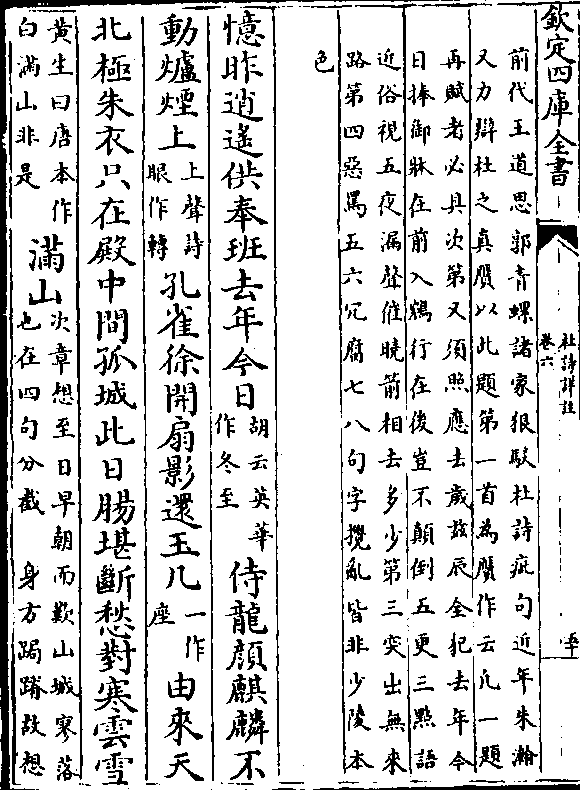 欽定四庫全書
杜詩詳註
卷六
前代王道思郭青螺諸家狠駁杜詩疵句近年朱瀚
又力辯杜之真贋以此題第一首為贋作云凡一題
再賦者必具次第又須照應去歲玆辰全犯去年今
日捧御牀在前入鵷行在後豈不顛倒五更三點語
近俗視五夜漏聲催曉箭相去多少第三突出無來
路第四惡罵五六冗腐七八句字攪亂皆非少陵本
色
憶昨逍遥供奉班去年今日胡云英華作冬至侍龍顏麒麟不
動爐煙上上聲詩眼作轉孔雀徐開扇影還玉几一作座由來天
北極朱衣只在殿中間孤城此日腸堪斷愁對寒雲雪
黃生曰唐本作白滿山非是滿山次章想至日早朝而歎山城寥落也在四句分截 身方跼蹐故想